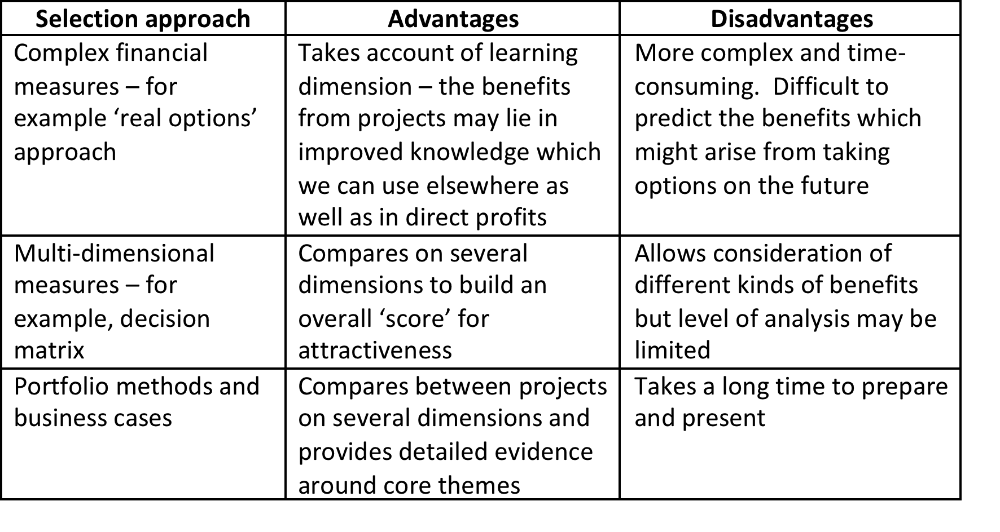 Selection approach
Advantages
Disadvantages
Complex financial
measures – for
example ‘real options’
approach
Takes account of learning
dimension – the benefits
from projects may lie in
improved knowledge which
we can use elsewhere as
well as in direct profits
More complex and time-
consuming.  Difficult to
predict the benefits which
might arise from taking
options on the future
Multi-dimensional
measures – for
example, decision
matrix
Compares on several
dimensions to build an
overall ‘score’ for
attractiveness
Allows consideration of
different kinds of benefits
but level of analysis may be
limited
Portfolio methods and
business cases
Compares between projects
on several dimensions and
provides detailed evidence
around core themes
Takes a long time to prepare
and present